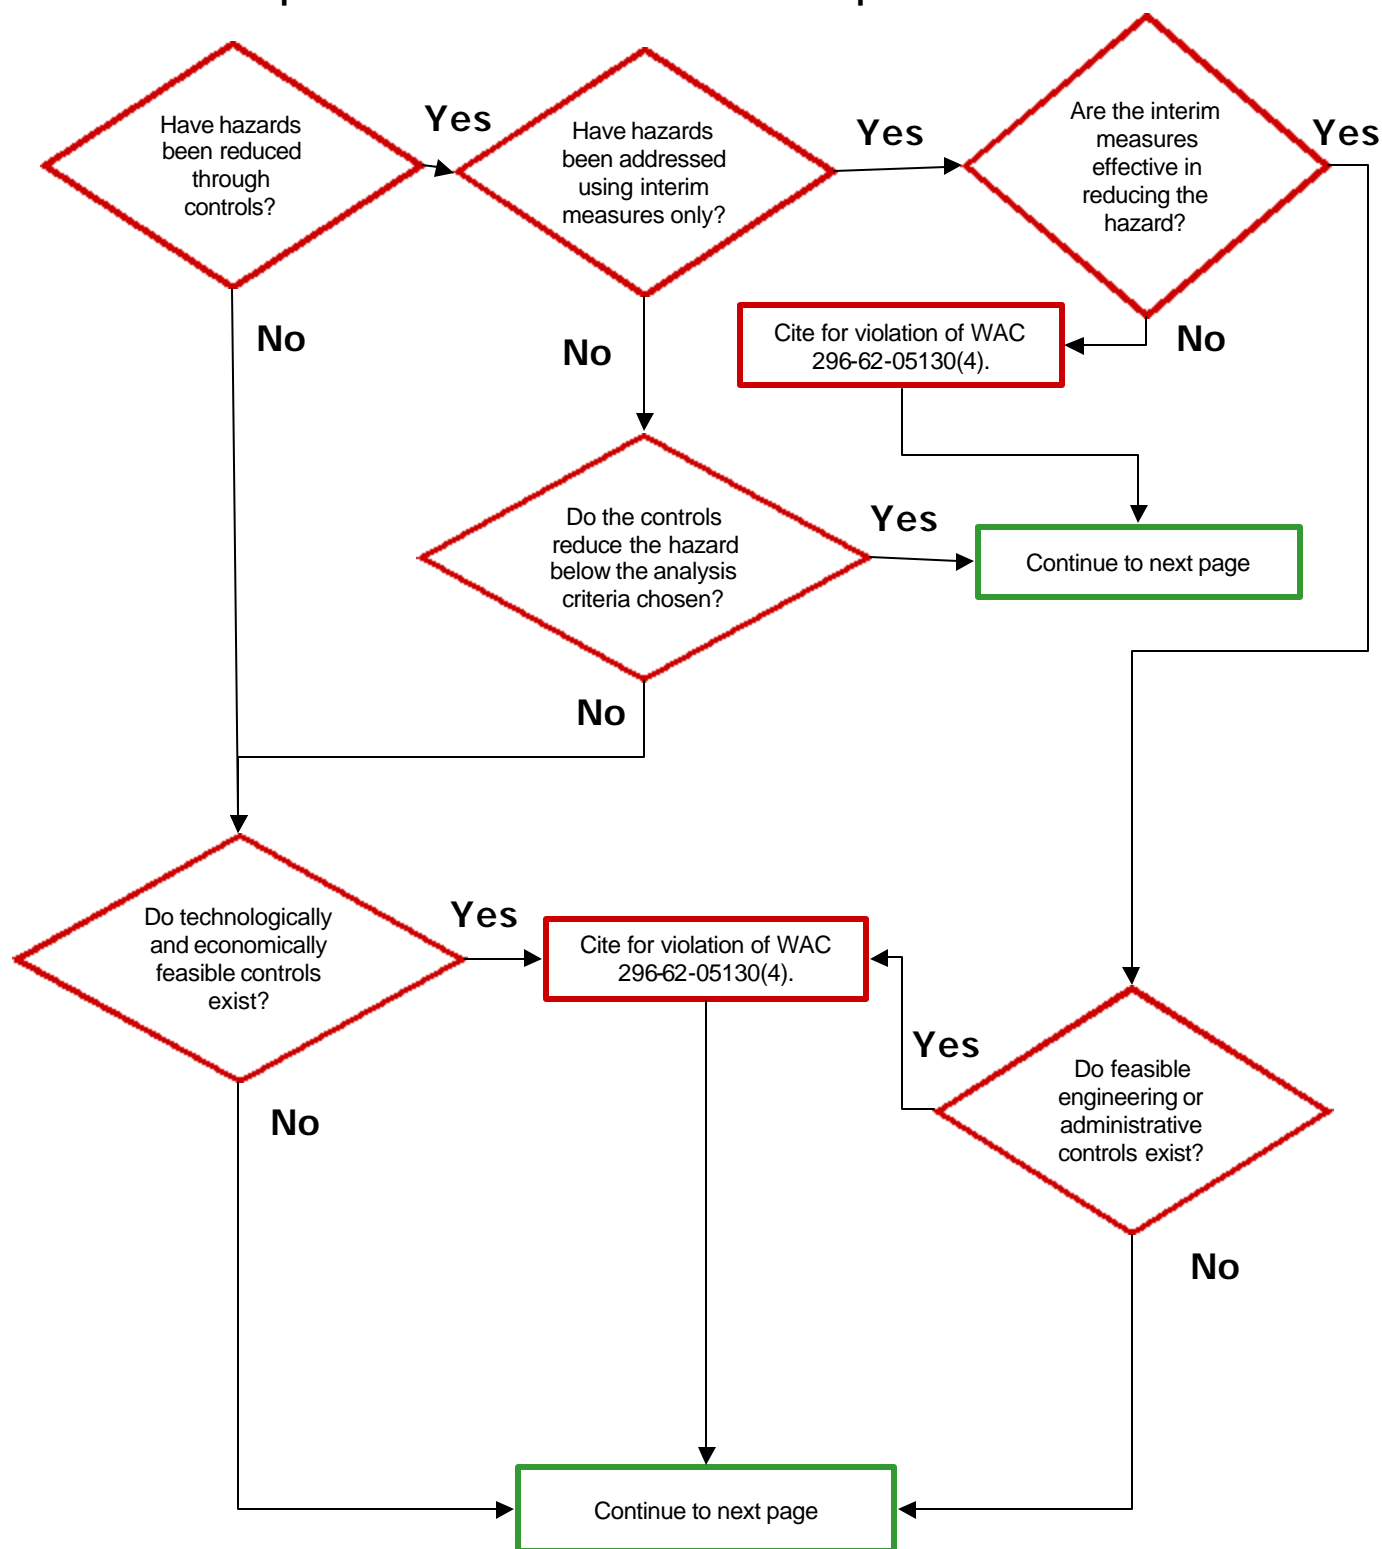 Have hazards
been reduced
through
controls?
Yes
Have hazards
been addressed
using interim
measures only?
Yes
Are the interim
measures
effective in
reducing the
hazard?
Yes
No
No
Cite for violation of WAC
296-62-05130(4).
No
Do the controls
reduce the hazard
below the analysis
criteria chosen?
Yes
Continue to next page
No
Do technologically
and economically
feasible controls
exist?
Yes
Cite for violation of WAC
296-62-05130(4).
Yes
Do feasible
engineering or
administrative
controls exist?
No
No
Continue to next page